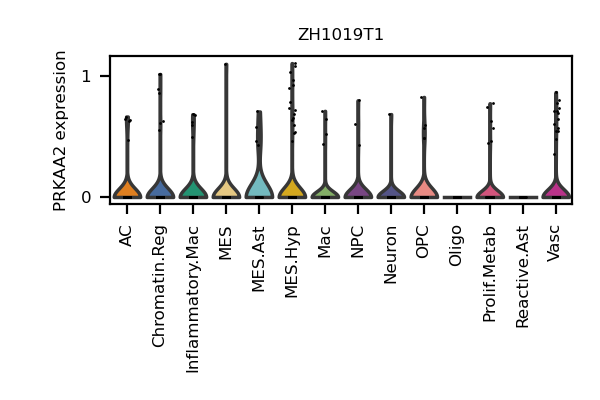 ZH1019T1
PRKAA2 expression
1
0
AC
Chromatin.Reg
Inflammatory.Mac
MES
MES.Ast
MES.Hyp
Mac
NPC
Neuron
OPC
Oligo
Prolif.Metab
Reactive.Ast
Vasc